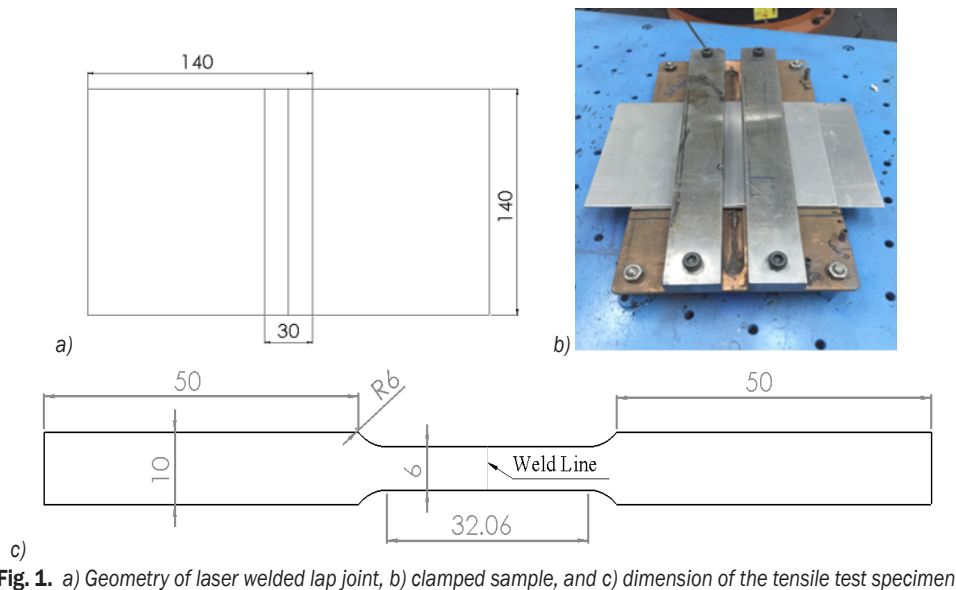 140
140
30
a)
b)
50
R6
50
10
6
Weld Line
32.06
c)
Fig. 1. a) Geometry of laser welded lap joint, b) clamped sample, and c) dimension of the tensile test specimen